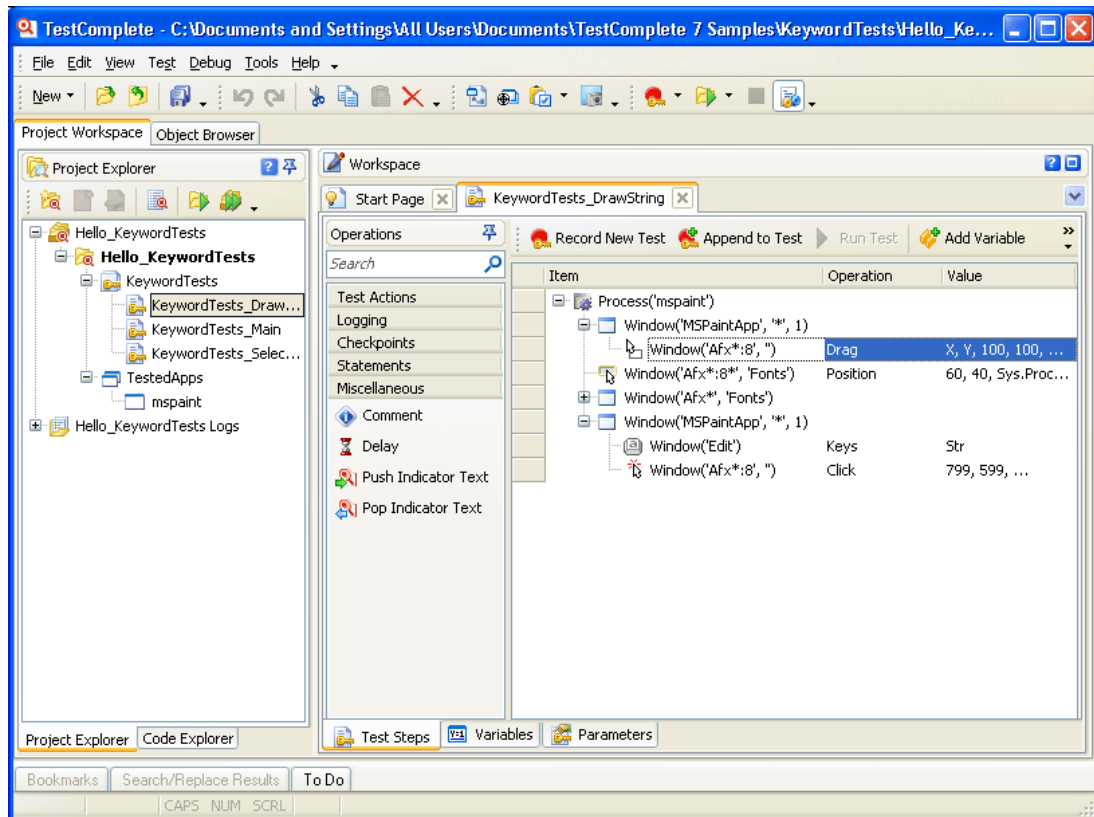 TestComplete - C:\Documents and Settings\All Users\Documents\TestComplete 7 Samples\KeywordTests\Hello_Ke...
File Edit View Test Debug Tools Help
New
Project Workspace Object Browser
Project Explorer
Hello_KeywordTests
Hello_KeywordTests
KeywordTests
KeywordTests_Draw...
KeywordTests_Main
KeywordTests_Selec...
TestedApps
mspaint
Hello_KeywordTests Logs
Project Explorer Code Explorer
Workspace
Start Page KeywordTests_DrawString
Operations
Search
Test Actions
Logging
Checkpoints
Statements
Miscellaneous
Comment
Delay
Push Indicator Text
Pop Indicator Text
Record New Test Append to Test Run Test Add Variable
Item Operation Value
Process('mspaint')
Window('MSPaintApp', '*', 1)
Window('Afx*:8', '') Drag X, Y, 100, 100, ...
Window('Afx*:8*', 'Fonts') Position 60, 40, Sys.Proc...
Window('Afx*', 'Fonts')
Window('MSPaintApp', '*', 1)
Window('Edit') Keys Str
Window('Afx*:8', '') Click 799, 599, ...
Test Steps Variables Parameters
Bookmarks Search/Replace Results To Do
CAPS NUM SCRL